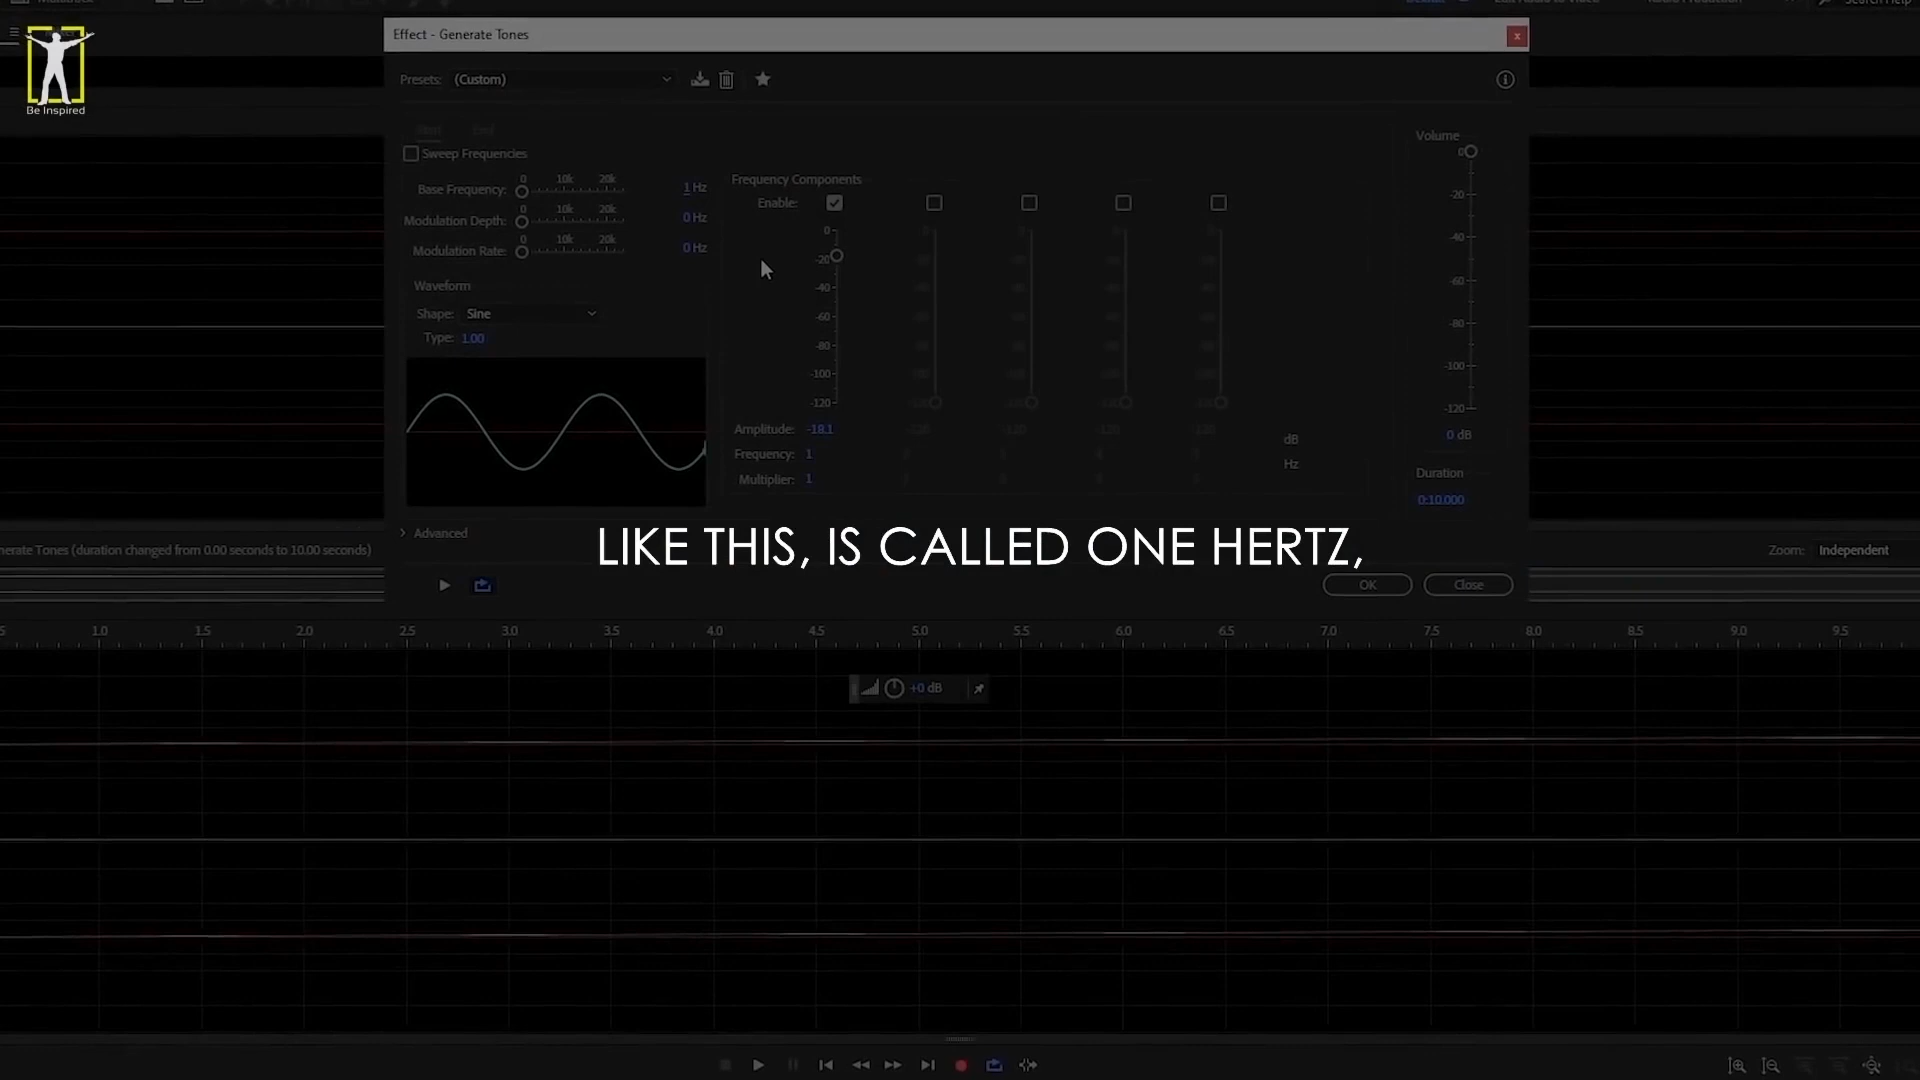 Effect - Generate Tones
Be Inspired
Presets: (Custom)
Start End
Sweep Frequencies
Base Frequency: 0 10k 20k 1 Hz
Modulation Depth: 0 10k 20k 0 Hz
Modulation Rate: 0 10k 20k 0 Hz
Waveform
Shape: Sine
Type: 1.00
Frequency Components
Enable:
0
-20
-40
-60
-80
-100
-120
Amplitude: -18.1
Frequency: 1
Multiplier: 1
dB
Hz
Volume
0
-20
-40
-60
-80
-100
-120
0 dB
Duration
0:10.000
Advanced
LIKE THIS, IS CALLED ONE HERTZ,
nerate Tones (duration changed from 0.00 seconds to 10.00 seconds)
Zoom: Independent
OK Close
5 1.0 1.5 2.0 2.5 3.0 3.5 4.0 4.5 5.0 5.5 6.0 6.5 7.0 7.5 8.0 8.5 9.0 9.5
+0 dB